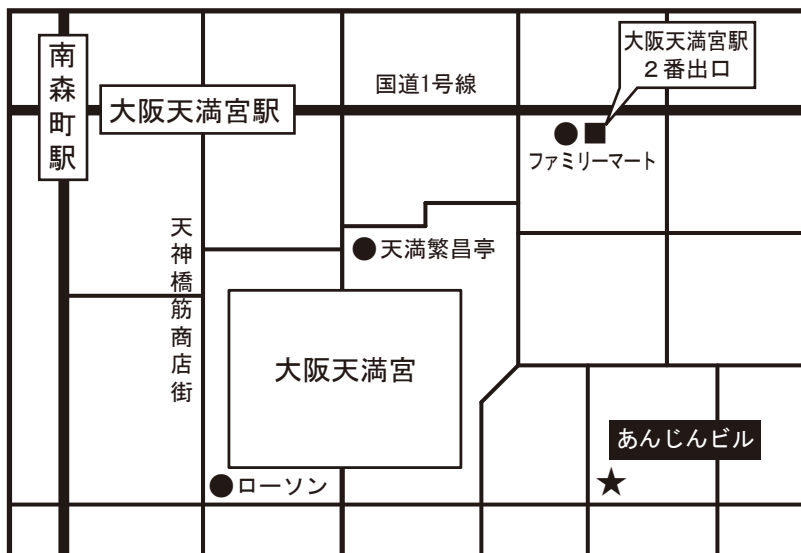 南森町駅
大阪天満宮駅
国道1号線
大阪天満宮駅
2番出口
ファミリーマート
天神橋筋商店街
天満繁昌亭
大阪天満宮
あんじんビル
ローソン